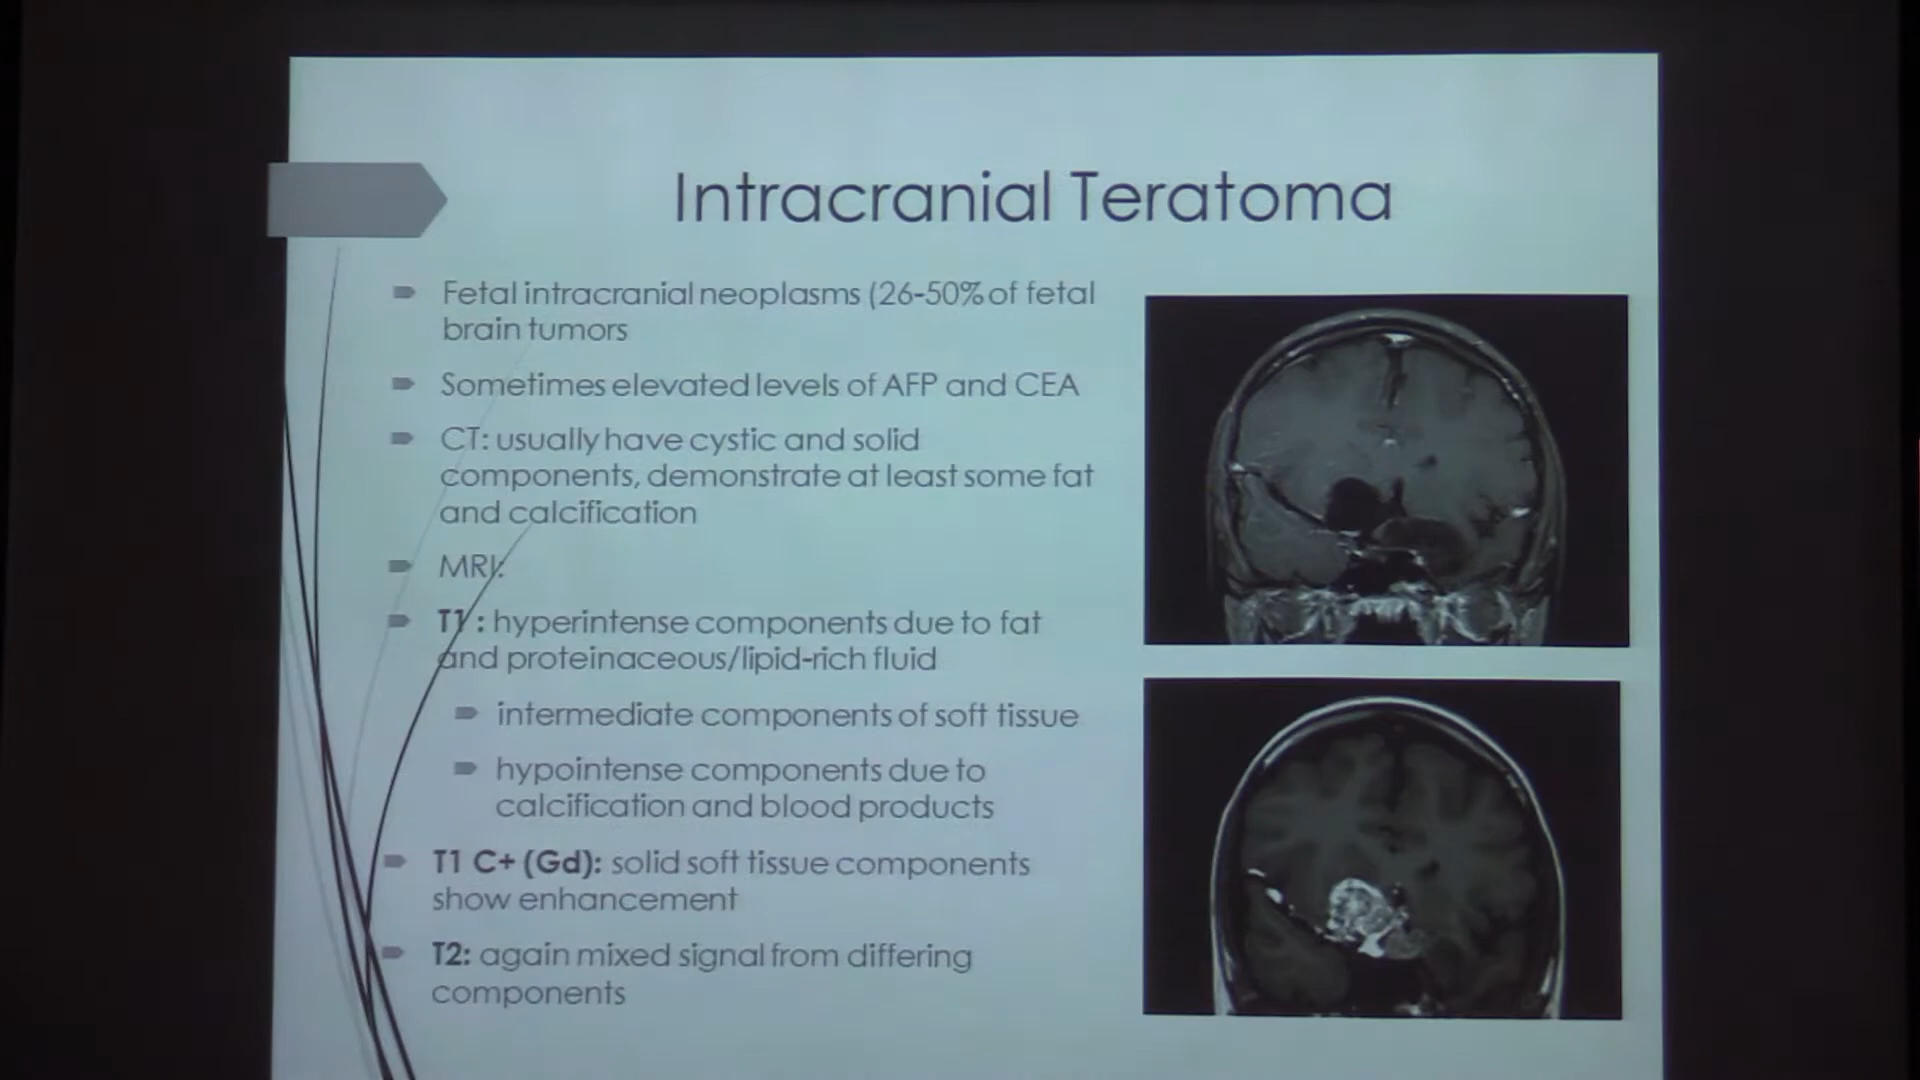 Intracranial Teratoma
Fetal intracranial neoplasms (26-50% of fetal
brain tumors
Sometimes elevated levels of AFP and CEA
CT: usually have cystic and solid
components, demonstrate at least some fat
and calcification
MRI:
T1 : hyperintense components due to fat
and proteinaceous/lipid-rich fluid
intermediate components of soft tissue
hypointense components due to
calcification and blood products
T1 C+ (Gd): solid soft tissue components
show enhancement
T2: again mixed signal from differing
components